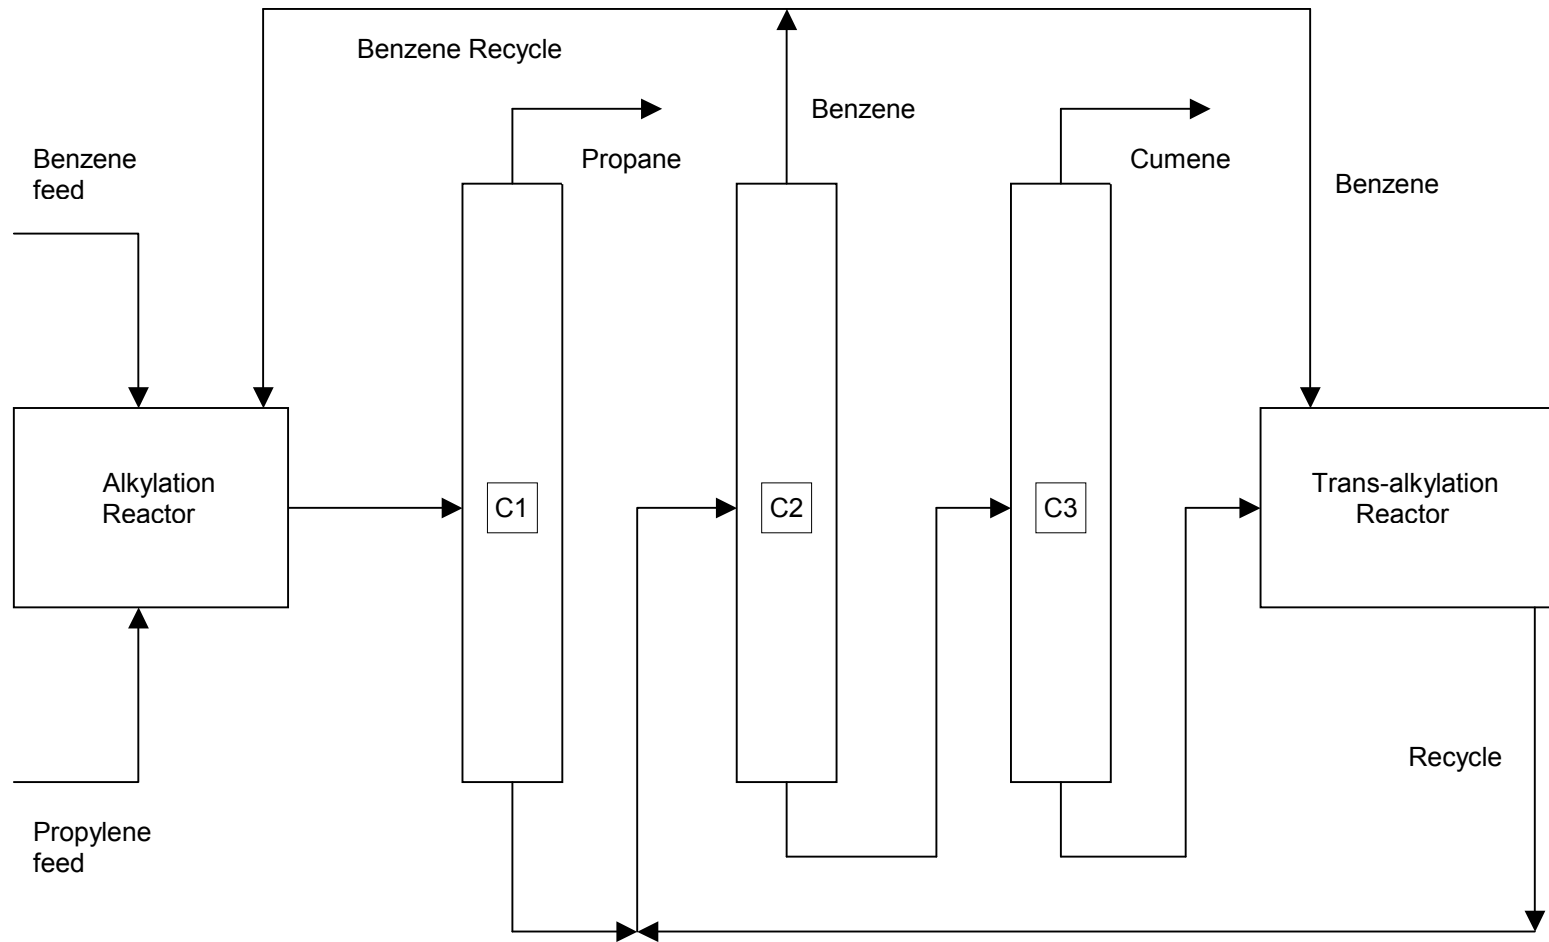 Benzene Recycle
Benzene
Propane
Cumene
Benzene
feed
Benzene
Alkylation
Reactor
C1
C2
C3
Trans-alkylation
Reactor
Recycle
Propylene
feed